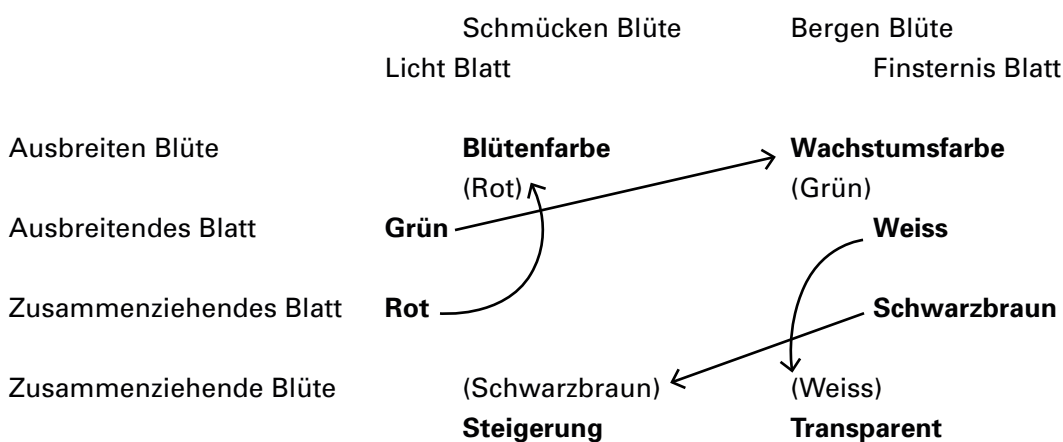 Schmücken Blüte Bergen Blüte
Licht Blatt Finsternis Blatt
Ausbreiten Blüte Blütenfarbe Wachstumsfarbe
(Rot) (Grün)
Ausbreitendes Blatt Grün Weiss
Zusammenziehendes Blatt Rot Schwarzbraun
Zusammenziehende Blüte (Schwarzbraun) (Weiss)
Steigerung Transparent